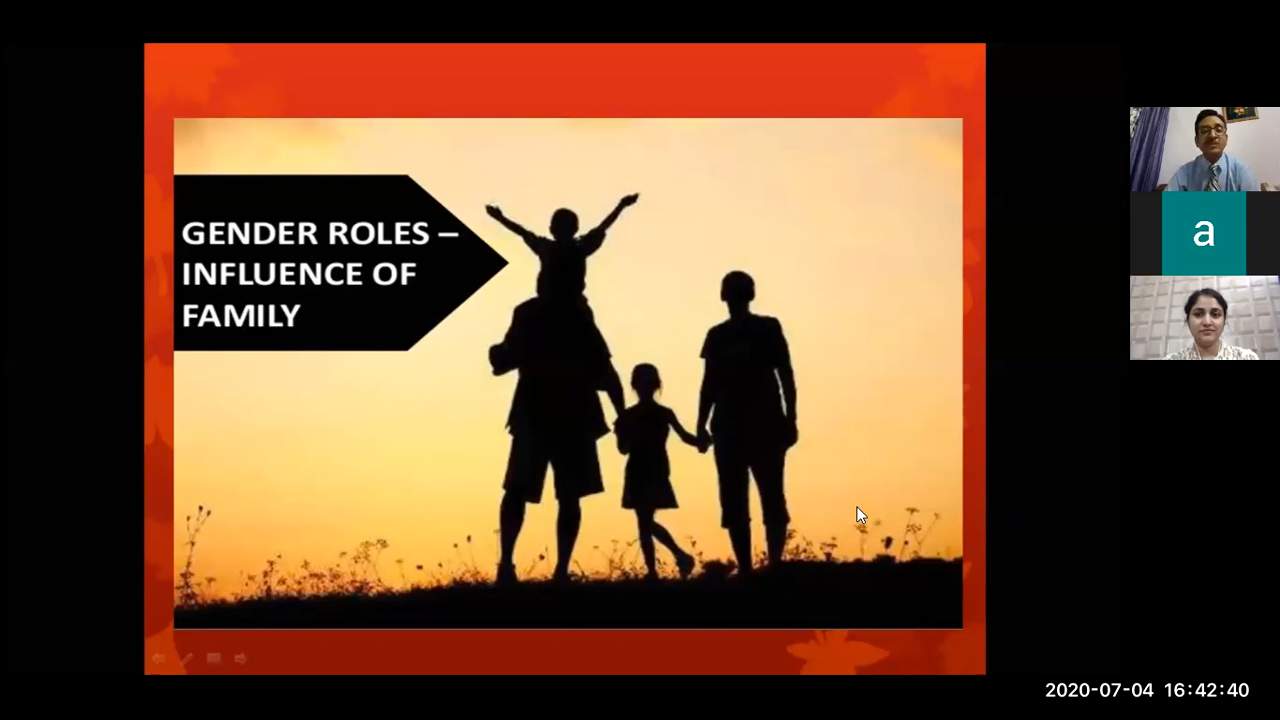 GENDER ROLES –
INFLUENCE OF
FAMILY
a
2020-07-04 16:42:40